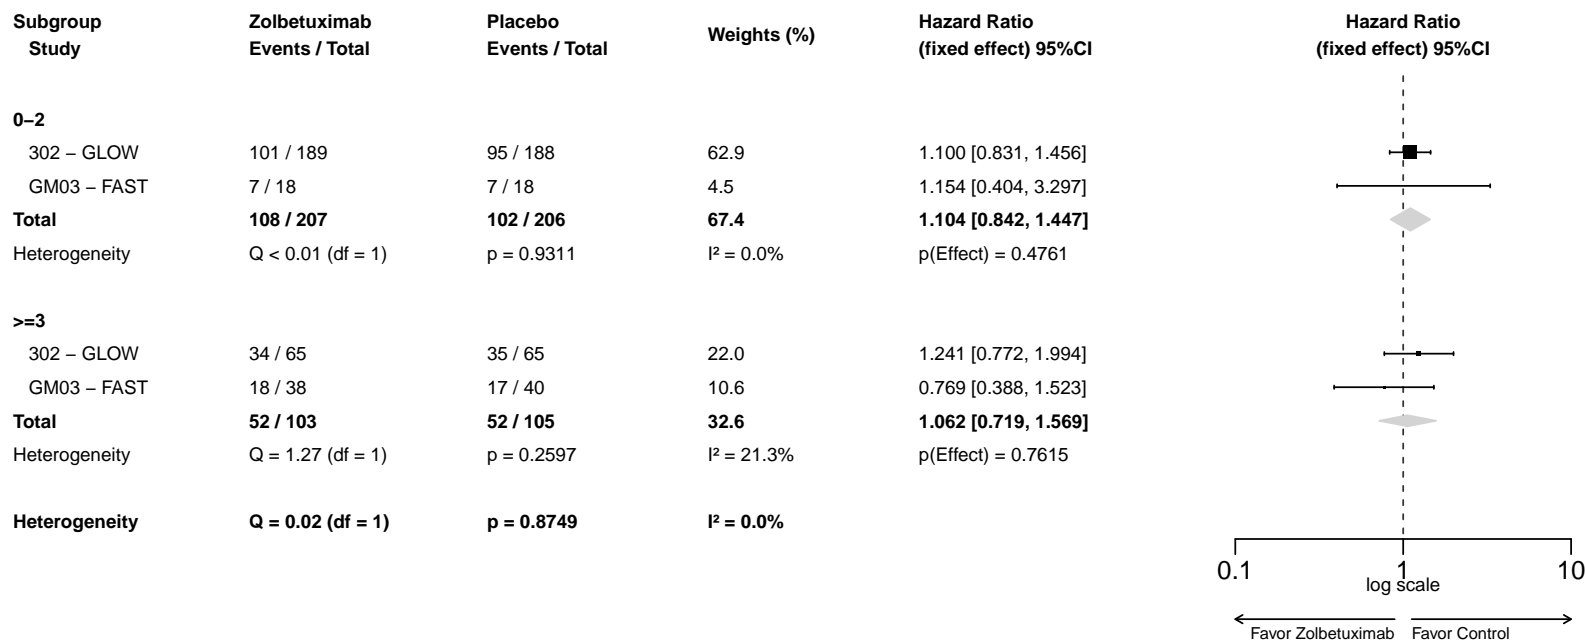 Subgroup Zolbetuximab Placebo Weights (%) Hazard Ratio Hazard Ratio
Study Events / Total Events / Total (fixed effect) 95%CI (fixed effect) 95%CI
0−2
302 − GLOW 101 / 189 95 / 188 62.9 1.100 [0.831, 1.456]
GM03 − FAST 7 / 18 7 / 18 4.5 1.154 [0.404, 3.297]
Total 108 / 207 102 / 206 67.4 1.104 [0.842, 1.447]
Heterogeneity Q < 0.01 (df = 1) p = 0.9311 I² = 0.0% p(Effect) = 0.4761
>=3
302 − GLOW 34 / 65 35 / 65 22.0 1.241 [0.772, 1.994]
GM03 − FAST 18 / 38 17 / 40 10.6 0.769 [0.388, 1.523]
Total 52 / 103 52 / 105 32.6 1.062 [0.719, 1.569]
Heterogeneity Q = 1.27 (df = 1) p = 0.2597 I² = 21.3% p(Effect) = 0.7615
Heterogeneity Q = 0.02 (df = 1) p = 0.8749 I² = 0.0%
0.1 1 10
log scale
Favor Zolbetuximab Favor Control